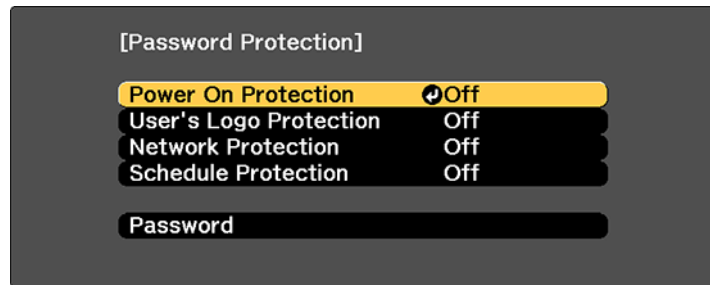 [Password Protection]
Power On Protection Off
User's Logo Protection Off
Network Protection Off
Schedule Protection Off
Password